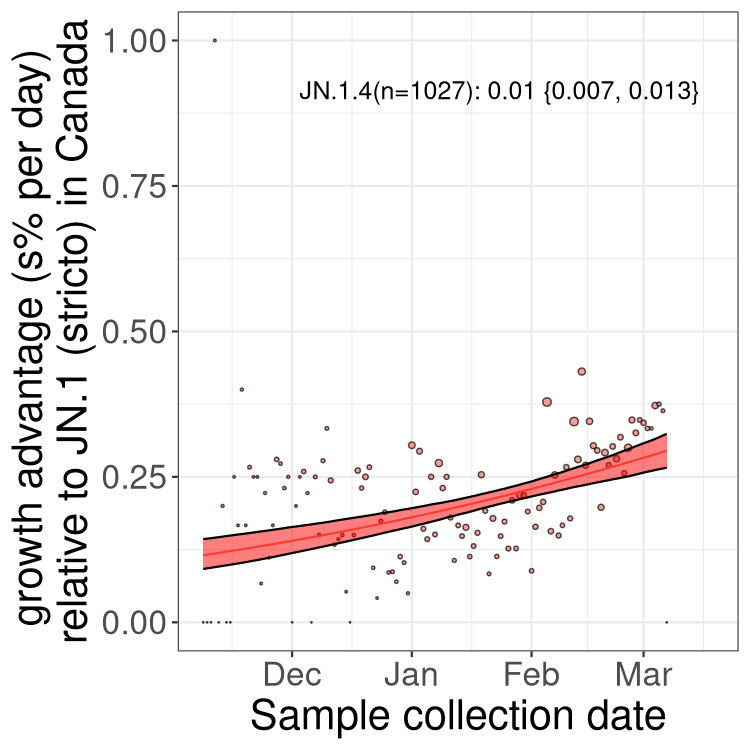 growth advantage (s% per day)
relative to JN.1 (stricto) in Canada
1.00
0.75
0.50
0.25
0.00
JN.1.4(n=1027): 0.01 {0.007, 0.013}
Dec Jan Feb Mar
Sample collection date